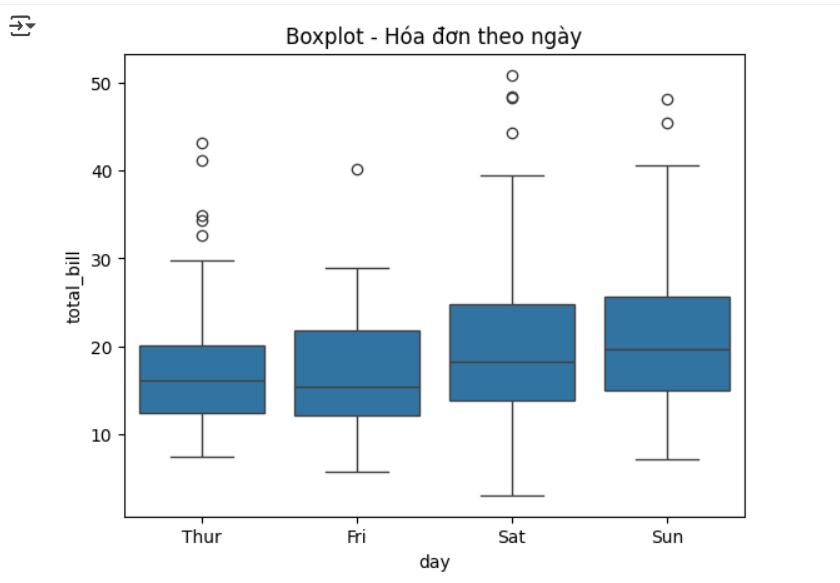 Boxplot - Hóa đơn theo ngày
50
40
30
20
10
total_bill
Thur Fri Sat Sun
day